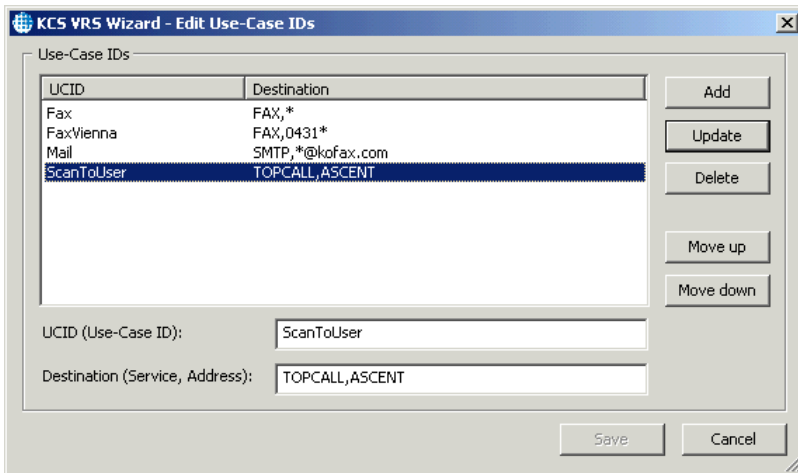 KCS VRS Wizard - Edit Use-Case IDs
Use-Case IDs
UCID Destination
Fax FAX,*
FaxVienna FAX,0431*
Mail SMTP,*@kofax.com
ScanToUser TOPCALL,ASCENT
Add
Update
Delete
Move up
Move down
UCID (Use-Case ID): ScanToUser
Destination (Service, Address): TOPCALL,ASCENT
Save Cancel